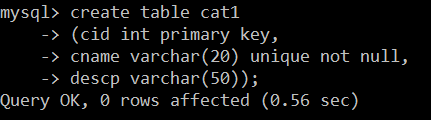 mysql> create table cat1
    -> (cid int primary key,
    -> cname varchar(20) unique not null,
    -> descp varchar(50));
Query OK, 0 rows affected (0.56 sec)